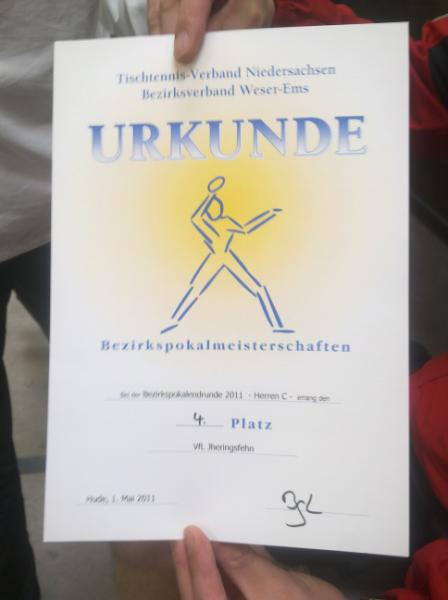 Tischtennis-Verband Niedersachsen
Bezirksverband Weser-Ems
URKUNDE
Bezirkspokalmeisterschaften
Bei der Bezirkspokalendrunde 2011 - Herren C - errang den
4. Platz
VfL Jheringsfehn
Hude, 1. Mai 2011